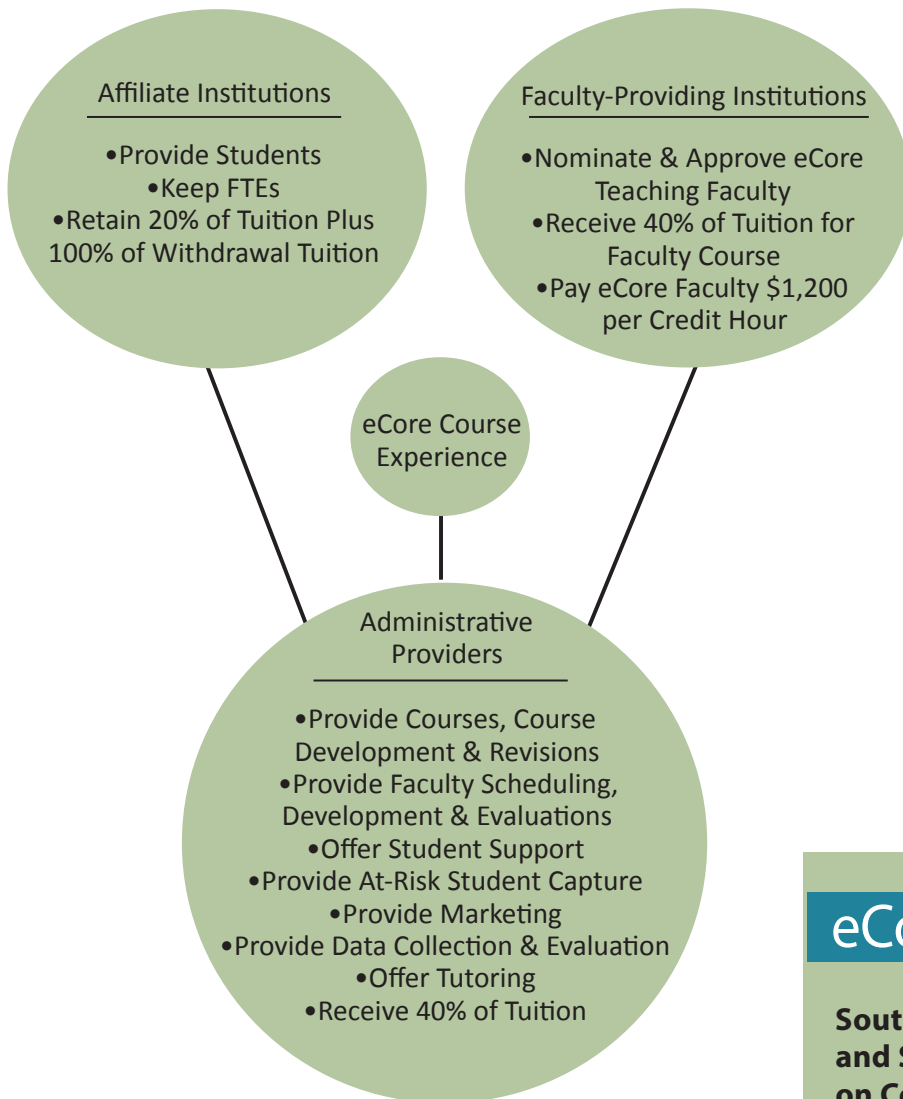 Affiliate Institutions
•Provide Students
•Keep FTEs
•Retain 20% of Tuition Plus
100% of Withdrawal Tuition
Faculty-Providing Institutions
•Nominate & Approve eCore
Teaching Faculty
•Receive 40% of Tuition for
Faculty Course
•Pay eCore Faculty $1,200
per Credit Hour
eCore Course
Experience
Administrative
Providers
•Provide Courses, Course
Development & Revisions
•Provide Faculty Scheduling,
Development & Evaluations
•Offer Student Support
•Provide At-Risk Student Capture
•Provide Marketing
•Provide Data Collection & Evaluation
•Offer Tutoring
•Receive 40% of Tuition
and S